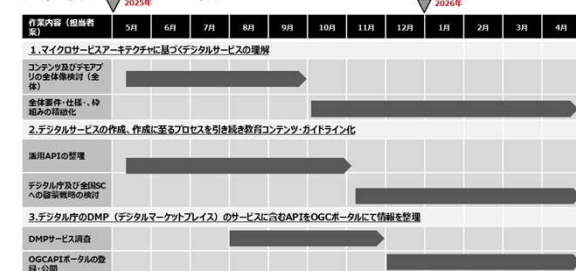 2025年
2026年
作業内容（担当者
案）
5月 6月 7月 8月 9月 10月 11月 12月 1月 2月 3月 4月
1.マイクロサービスアーキテクチャに基づくデジタルサービスの理解
コンテンツ及びデモアプ
リの全体像検討（全
体）
全体要件・仕様・、枠
組みの精緻化
2.デジタルサービスの作成、作成に至るプロセスを引き続き教育コンテンツ・ガイドライン化
活用APIの整理
デジタル庁及び全国SC
への啓蒙戦略の検討
3.デジタル庁のDMP（デジタルマーケットプレイス）のサービスに含むAPIをOGCポータルにて情報を整理
DMPサービス調査
OGCAPIポータルの登
録・公開